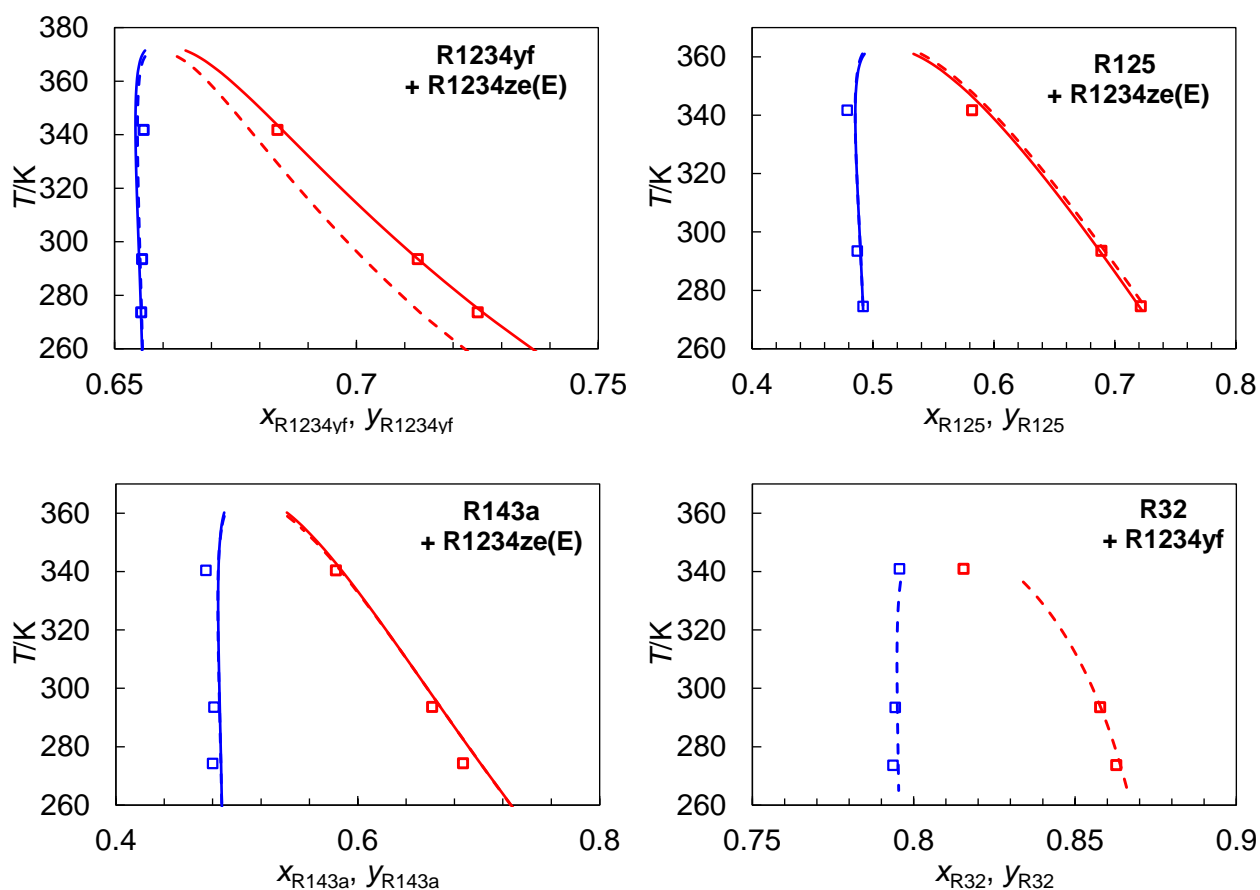 R1234yf
+ R1234ze(E)
T/K
380
370
360
340
320
300
280
260
0.65
0.7
0.75
xR1234yf, yR1234yf
R125
+ R1234ze(E)
T/K
380
360
340
320
300
280
260
0.4
0.5
0.6
0.7
0.8
xR125, yR125
R143a
+ R1234ze(E)
T/K
360
340
320
300
280
260
0.4
0.6
0.8
xR143a, yR143a
R32
+ R1234yf
T/K
360
340
320
300
280
260
0.75
0.8
0.85
0.9
xR32, yR32